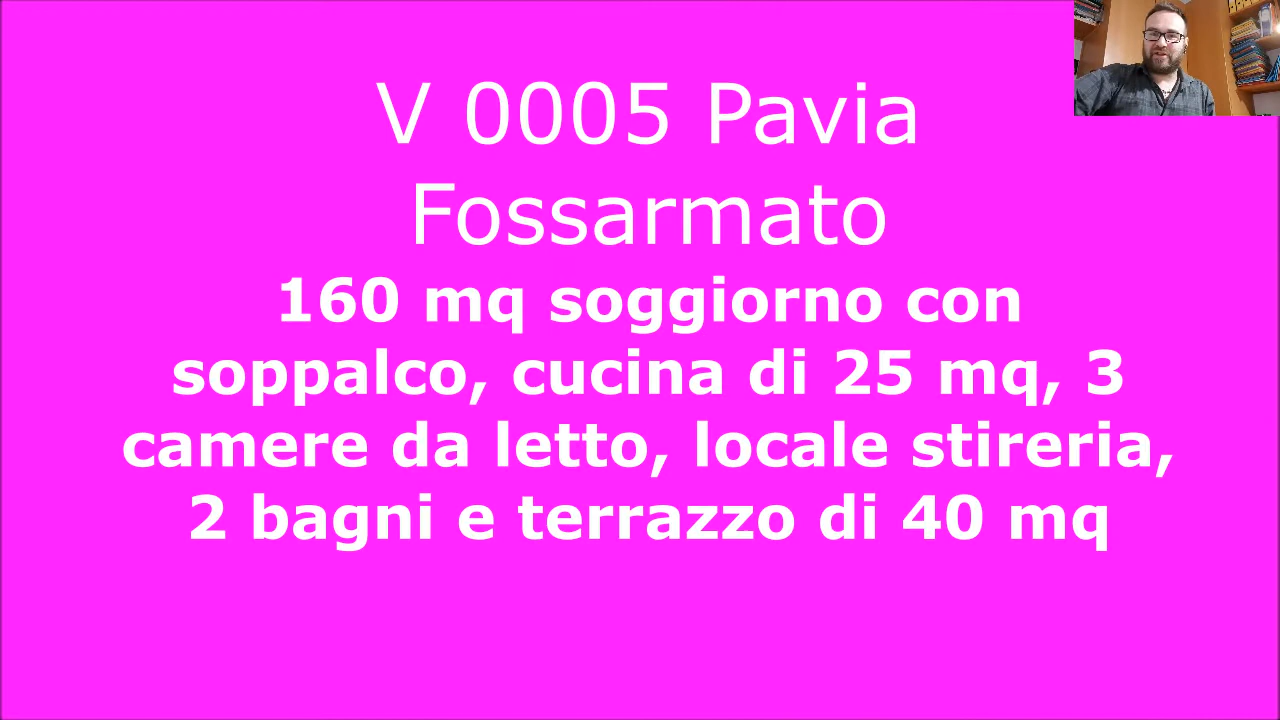 V 0005 Pavia
Fossarmato
160 mq soggiorno con
soppalco, cucina di 25 mq, 3
camere da letto, locale stireria,
2 bagni e terrazzo di 40 mq